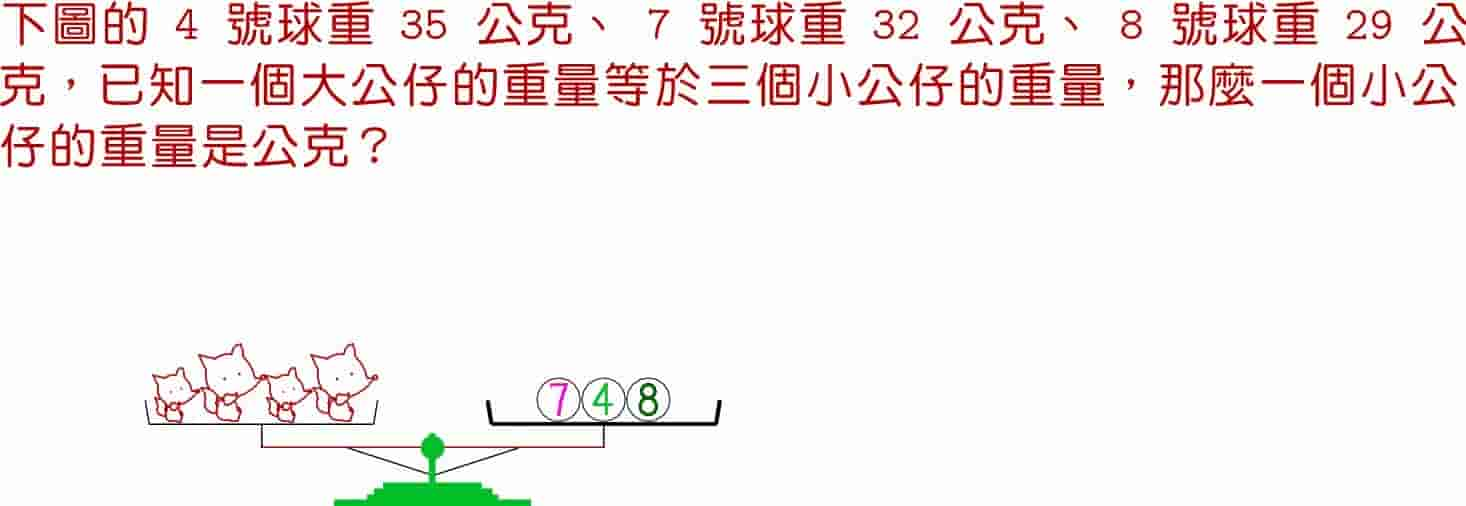 下圖的 4 號球重 35 公克、 7 號球重 32 公克、 8 號球重 29 公
克，已知一個大公仔的重量等於三個小公仔的重量，那麼一個小公
仔的重量是公克？
7 4 8